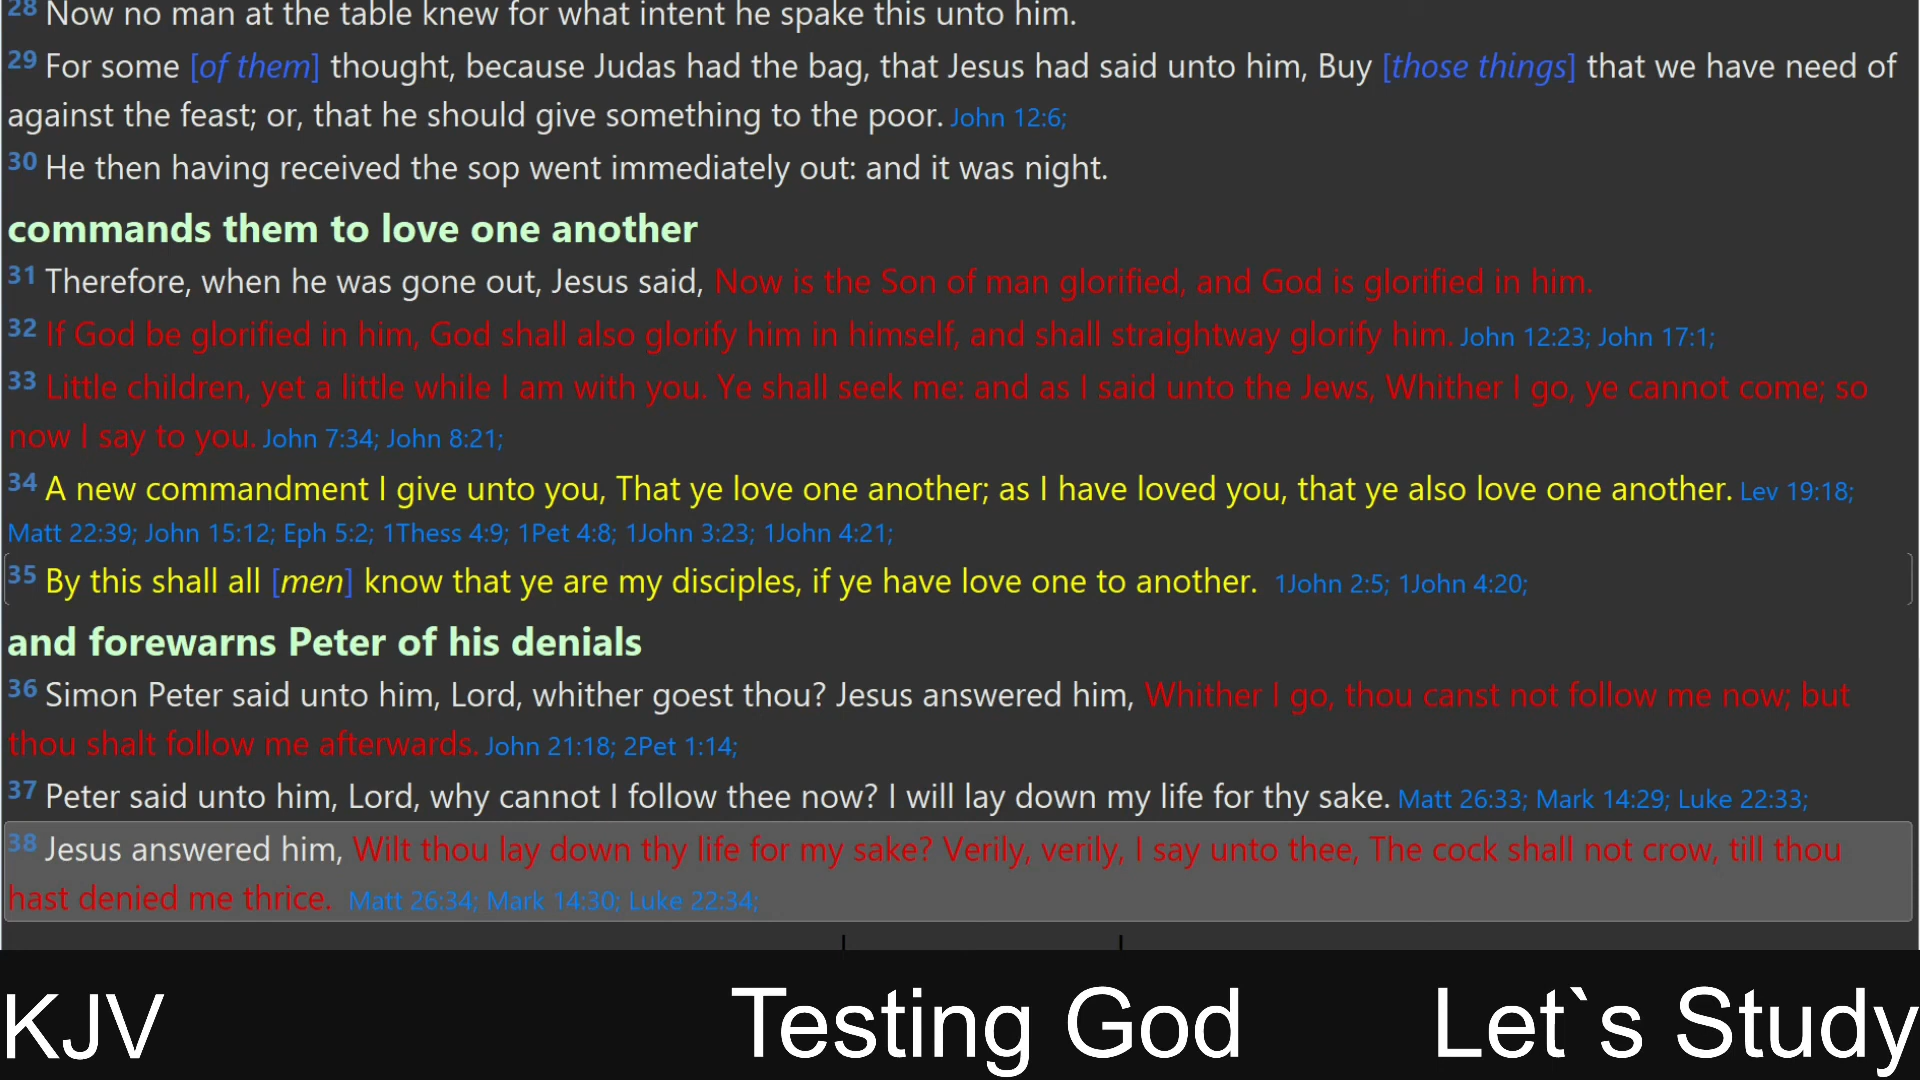 28 Now no man at the table knew for what intent he spake this unto him.
29 For some [of them] thought, because Judas had the bag, that Jesus had said unto him, Buy [those things] that we have need of
against the feast; or, that he should give something to the poor. John 12:6;
30 He then having received the sop went immediately out: and it was night.
commands them to love one another
31 Therefore, when he was gone out, Jesus said, Now is the Son of man glorified, and God is glorified in him.
32 If God be glorified in him, God shall also glorify him in himself, and shall straightway glorify him. John 12:23; John 17:1;
33 Little children, yet a little while I am with you. Ye shall seek me: and as I said unto the Jews, Whither I go, ye cannot come; so
now I say to you. John 7:34; John 8:21;
34 A new commandment I give unto you, That ye love one another; as I have loved you, that ye also love one another. Lev 19:18;
Matt 22:39; John 15:12; Eph 5:2; 1Thess 4:9; 1Pet 4:8; 1John 3:23; 1John 4:21;
35 By this shall all [men] know that ye are my disciples, if ye have love one to another. 1John 2:5; 1John 4:20;
and forewarns Peter of his denials
36 Simon Peter said unto him, Lord, whither goest thou? Jesus answered him, Whither I go, thou canst not follow me now; but
thou shalt follow me afterwards. John 21:18; 2Pet 1:14;
37 Peter said unto him, Lord, why cannot I follow thee now? I will lay down my life for thy sake. Matt 26:33; Mark 14:29; Luke 22:33;
38 Jesus answered him, Wilt thou lay down thy life for my sake? Verily, verily, I say unto thee, The cock shall not crow, till thou
hast denied me thrice. Matt 26:34; Mark 14:30; Luke 22:34;
KJV Testing God Let`s Study